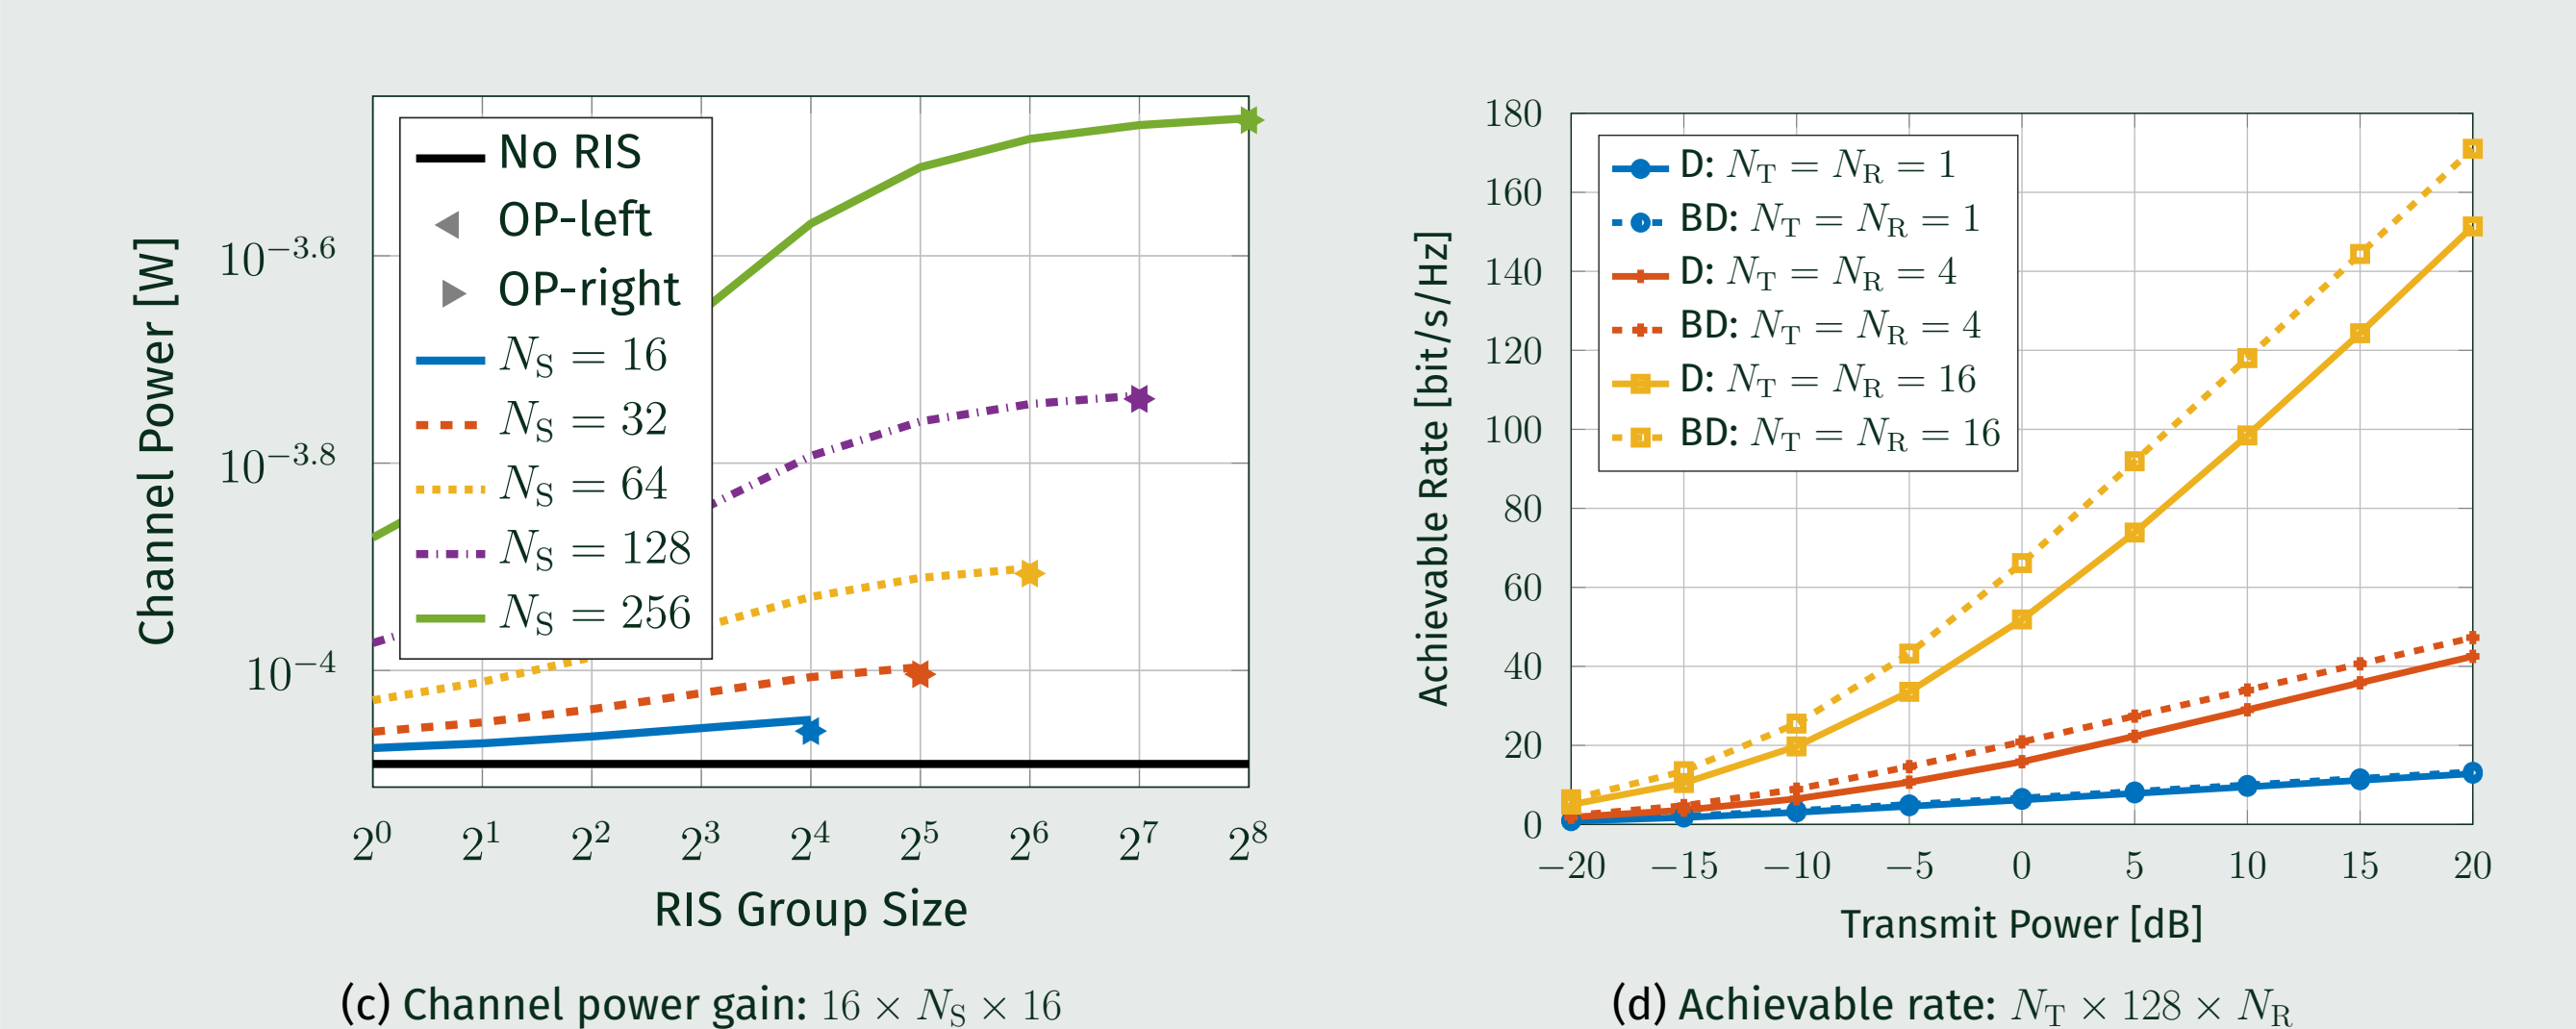 Channel Power [W]
10^{-3.6}
10^{-3.8}
10^{-4}
No RIS
OP-left
OP-right
N_S = 16
N_S = 32
N_S = 64
N_S = 128
N_S = 256
2^0 2^1 2^2 2^3 2^4 2^5 2^6 2^7 2^8
RIS Group Size
(c) Channel power gain: 16 × N_S × 16
Achievable Rate [bit/s/Hz]
180
160
140
120
100
80
60
40
20
0
D: N_T = N_R = 1
BD: N_T = N_R = 1
D: N_T = N_R = 4
BD: N_T = N_R = 4
D: N_T = N_R = 16
BD: N_T = N_R = 16
−20 −15 −10 −5 0 5 10 15 20
Transmit Power [dB]
(d) Achievable rate: N_T × 128 × N_R